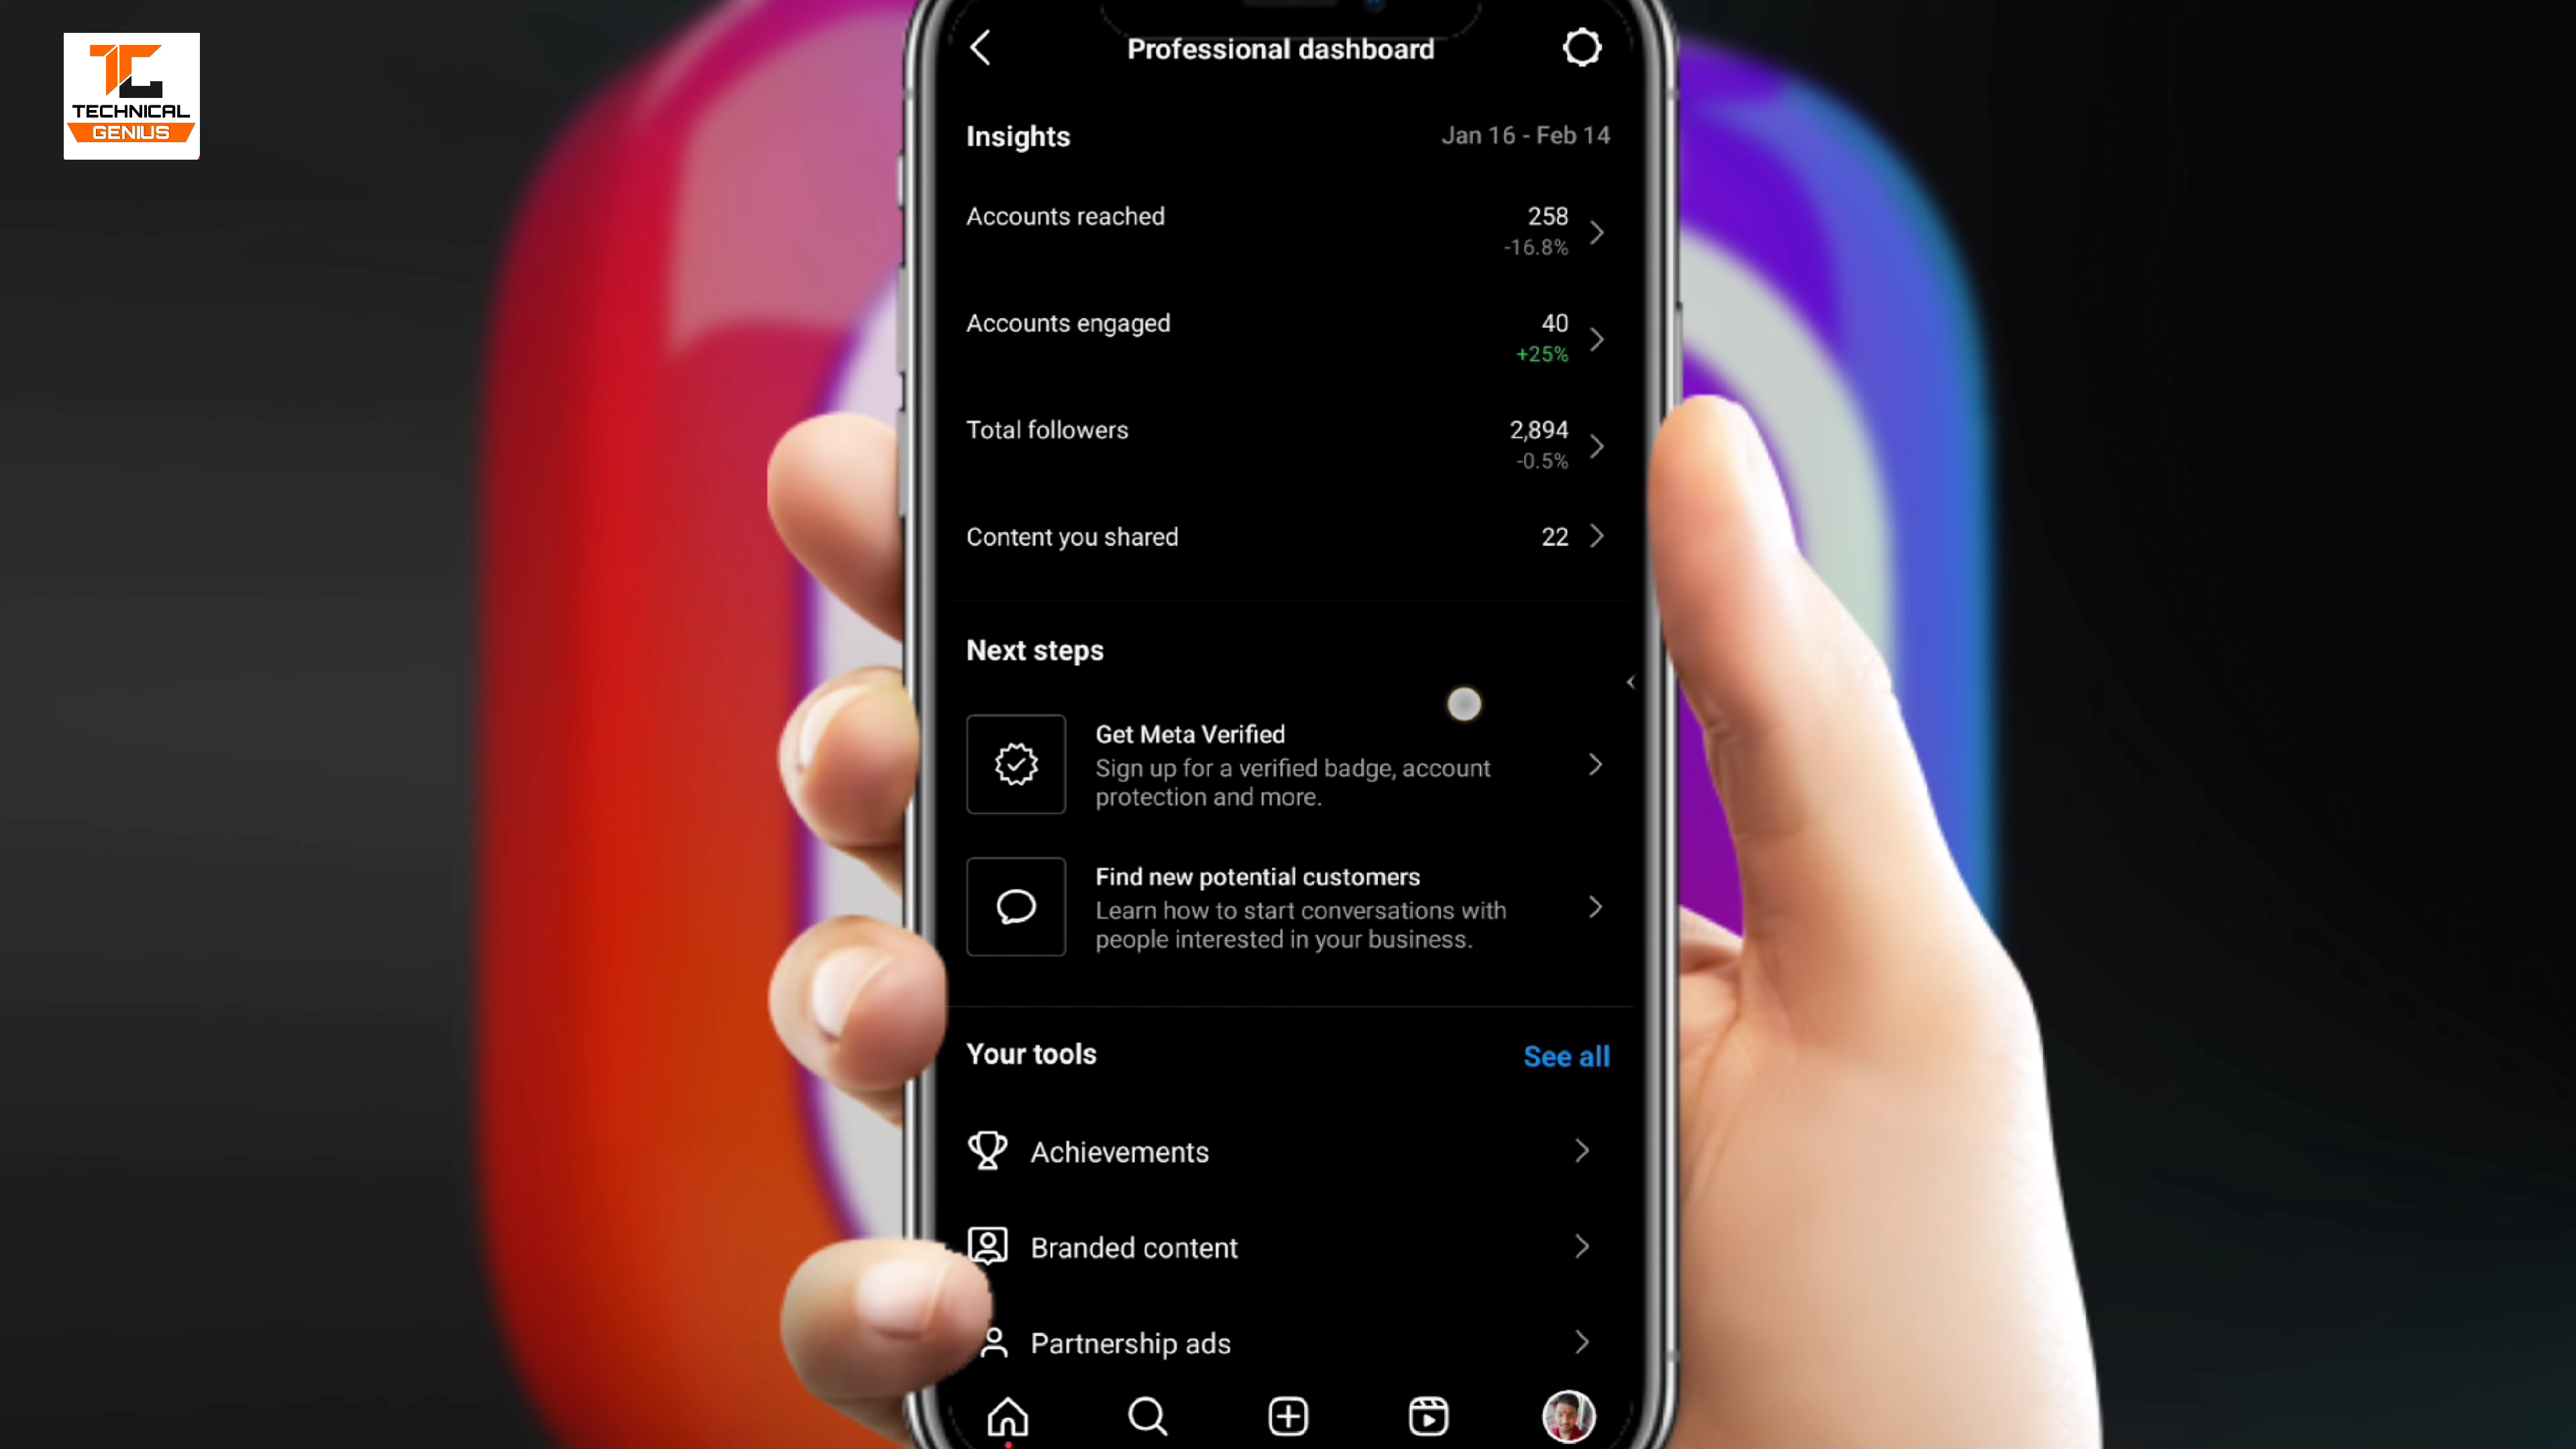 TECHNICAL
GENIUS
Professional dashboard
Insights
Jan 16 - Feb 14
Accounts reached
258
-16.8%
Accounts engaged
40
+25%
Total followers
2,894
-0.5%
Content you shared
22
Next steps
Get Meta Verified
Sign up for a verified badge, account
protection and more.
Find new potential customers
Learn how to start conversations with
people interested in your business.
Your tools
See all
Achievements
Branded content
Partnership ads